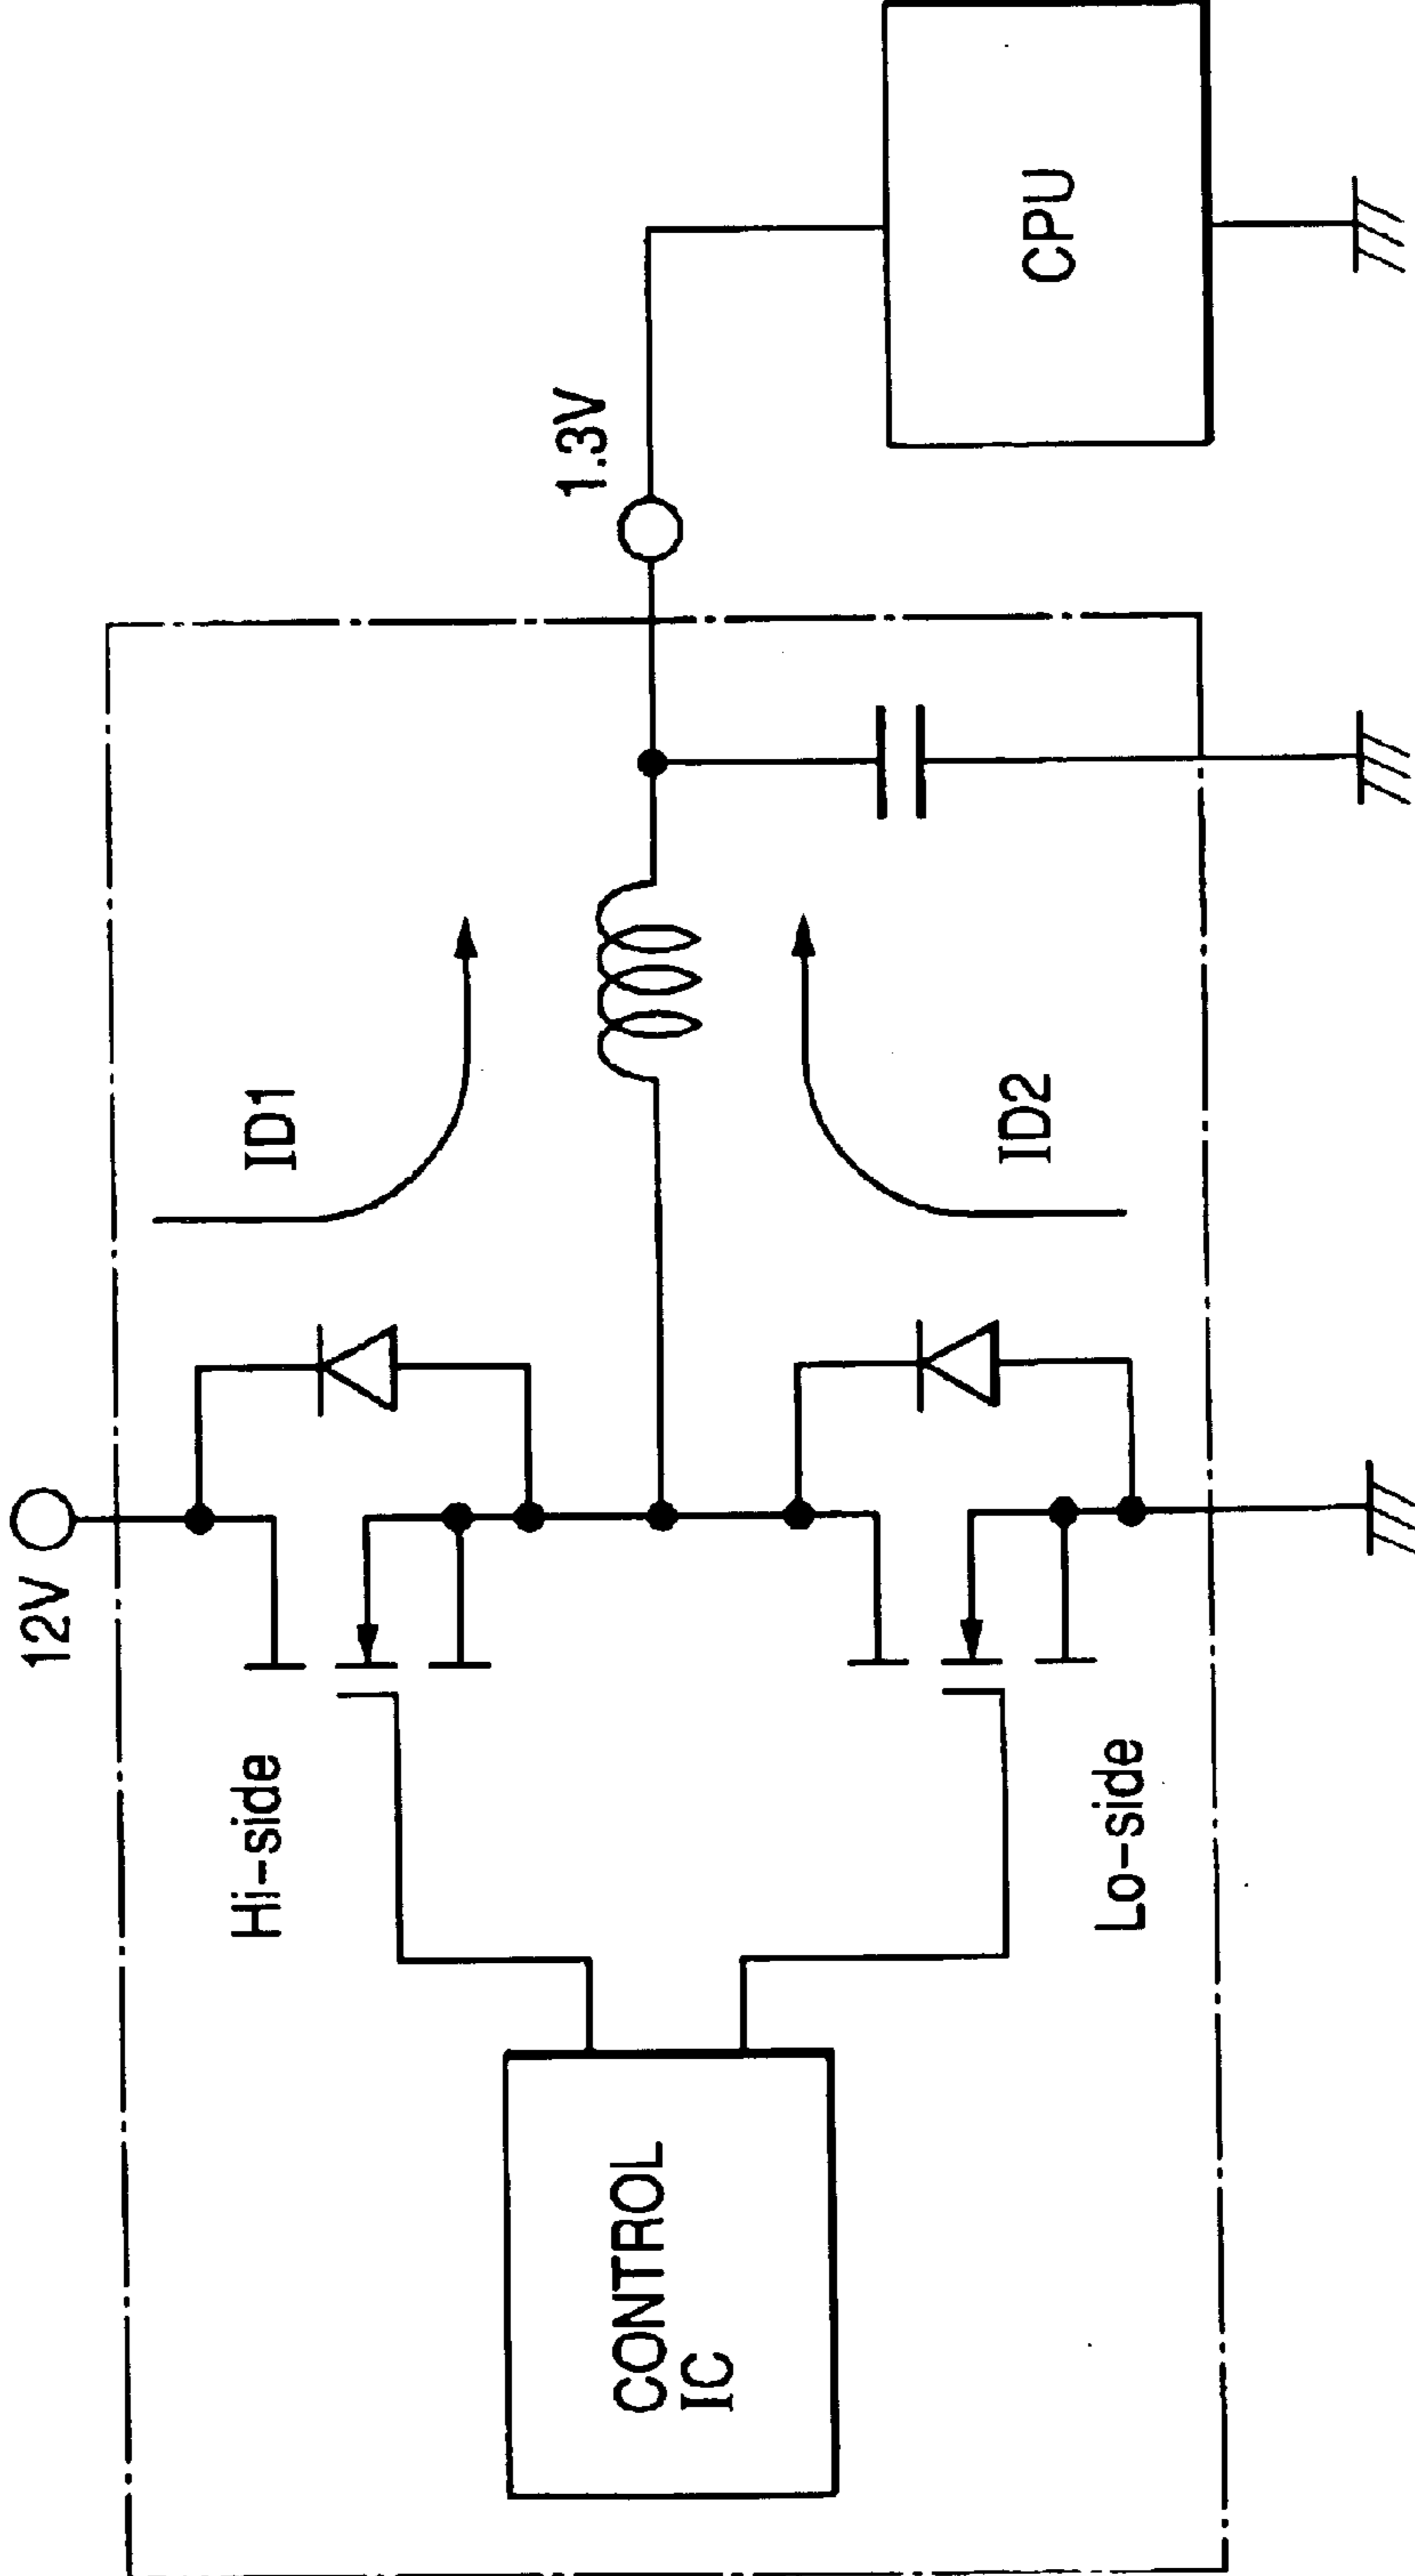 12V
Hi-side
ID1
1.3V
CONTROL
IC
ID2
Lo-side
CPU